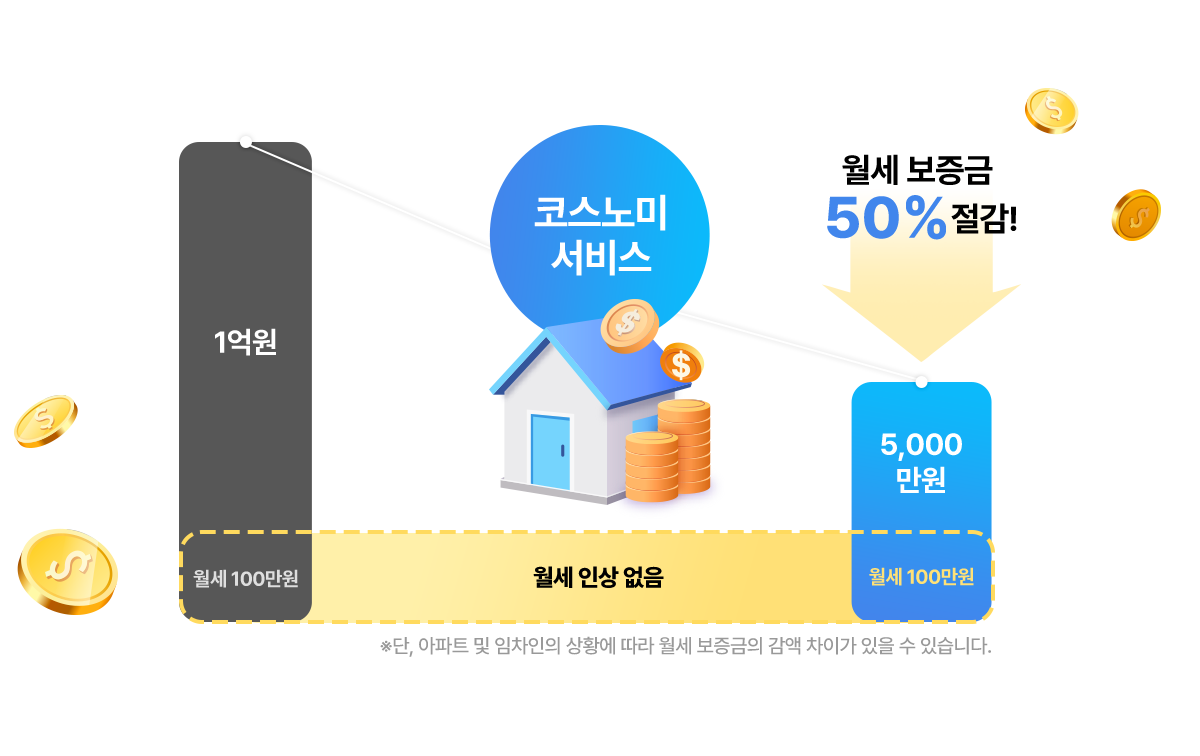 월세 보증금
50% 절감!
코스노미
서비스
1억원
5,000
만원
월세 100만원
월세 인상 없음
월세 100만원
※단, 아파트 및 임차인의 상황에 따라 월세 보증금의 감액 차이가 있을 수 있습니다.